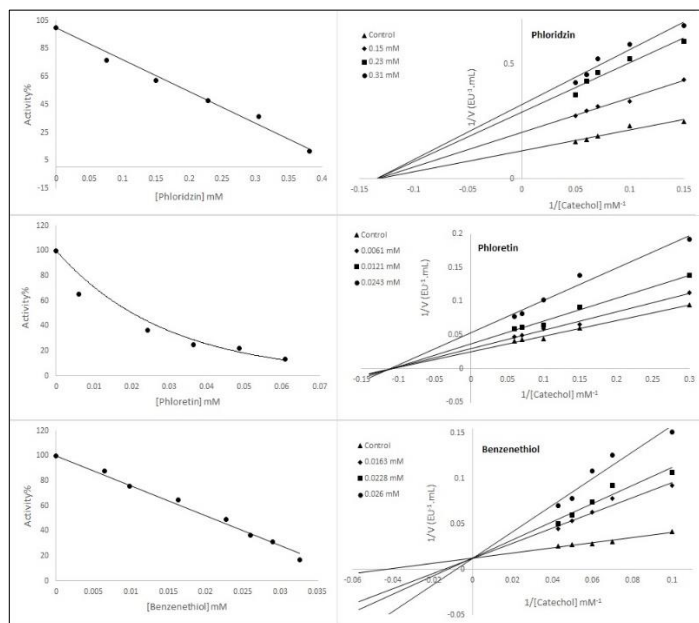 105
85
65
45
25
5
-15
Activity%
0 0.05 0.1 0.15 0.2 0.25 0.3 0.35 0.4
[Phloridzin] mM
Phloridzin
Control
0.15 mM
0.23 mM
0.31 mM
1/V (EU⁻¹.mL)
0.5
0
-0.15 -0.1 -0.05 0 0.05 0.1 0.15
1/[Catechol] mM⁻¹
120
100
80
60
40
20
0
Activity%
0 0.01 0.02 0.03 0.04 0.05 0.06 0.07
[Phloretin] mM
Phloretin
Control
0.0061 mM
0.0121 mM
0.0243 mM
1/V (EU⁻¹.mL)
0.2
0.15
0.1
0.05
0
-0.05
-0.2 -0.1 0 0.1 0.2 0.3
1/[Catechol] mM⁻¹
120
100
80
60
40
20
0
Activity%
0 0.005 0.01 0.015 0.02 0.025 0.03 0.035
[Benzenethiol] mM
Benzenethiol
Control
0.0163 mM
0.0228 mM
0.026 mM
1/V (EU⁻¹.mL)
0.15
0.1
0.05
0
-0.05
-0.06 -0.04 -0.02 0 0.02 0.04 0.06 0.08 0.1
1/[Catechol] mM⁻¹